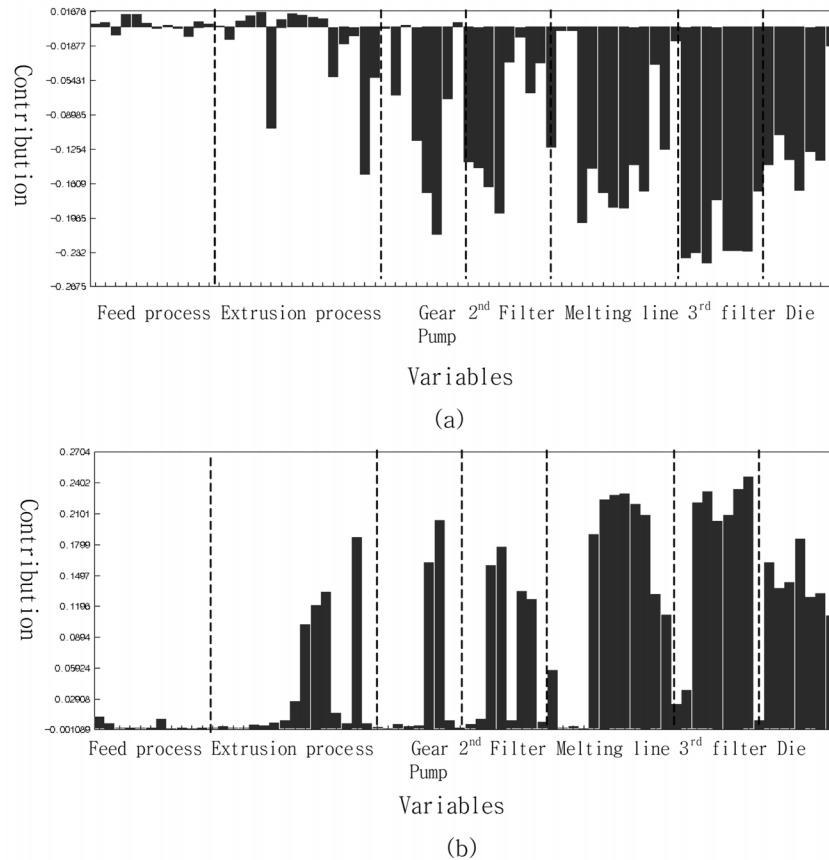 0.01676
-0.01877
-0.05431
-0.08985
-0.1254
-0.1609
-0.1965
-0.232
-0.2675
Contribution
Feed process Extrusion process Gear 2nd Filter Melting line 3rd filter Die
Pump
Variables
(a)
0.2704
0.2402
0.2101
0.1799
0.1497
0.1196
0.0894
0.05924
0.02908
-0.001089
Contribution
Feed process Extrusion process Gear 2nd Filter Melting line 3rd filter Die
Pump
Variables
(b)